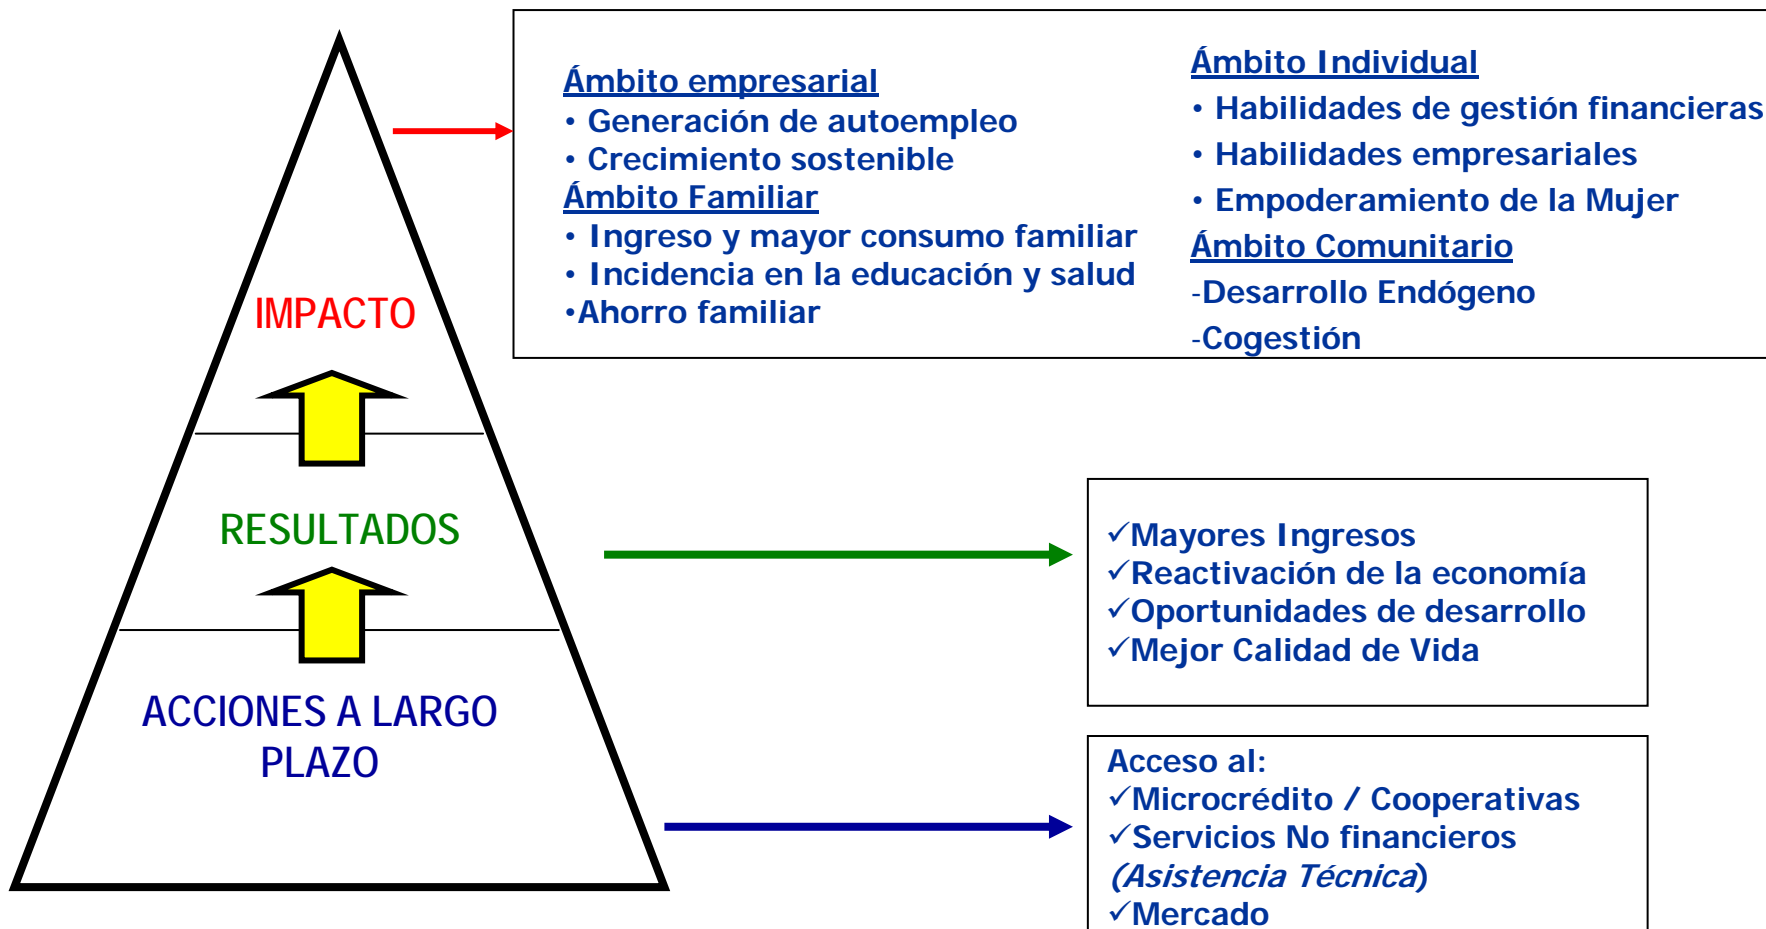 Ámbito empresarial
• Generación de autoempleo
• Crecimiento sostenible
Ámbito Familiar
• Ingreso y mayor consumo familiar
• Incidencia en la educación y salud
•Ahorro familiar
Ámbito Individual
• Habilidades de gestión financieras
• Habilidades empresariales
• Empoderamiento de la Mujer
Ámbito Comunitario
-Desarrollo Endógeno
-Cogestión
IMPACTO
RESULTADOS
✓Mayores Ingresos
✓Reactivación de la economía
✓Oportunidades de desarrollo
✓Mejor Calidad de Vida
ACCIONES A LARGO
PLAZO
Acceso al:
✓Microcrédito / Cooperativas
✓Servicios No financieros
(Asistencia Técnica)
✓Mercado